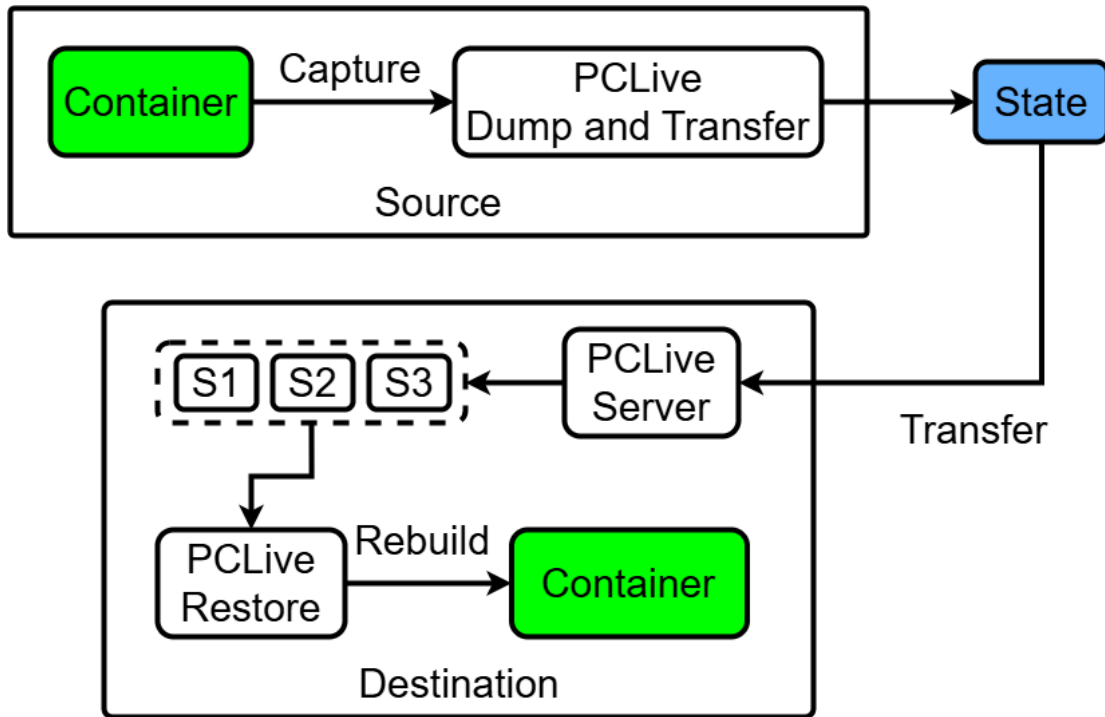 Container
Capture
PCLive
Dump and Transfer
State
Source
S1 S2 S3
PCLive
Server
Transfer
PCLive
Restore
Rebuild
Container
Destination